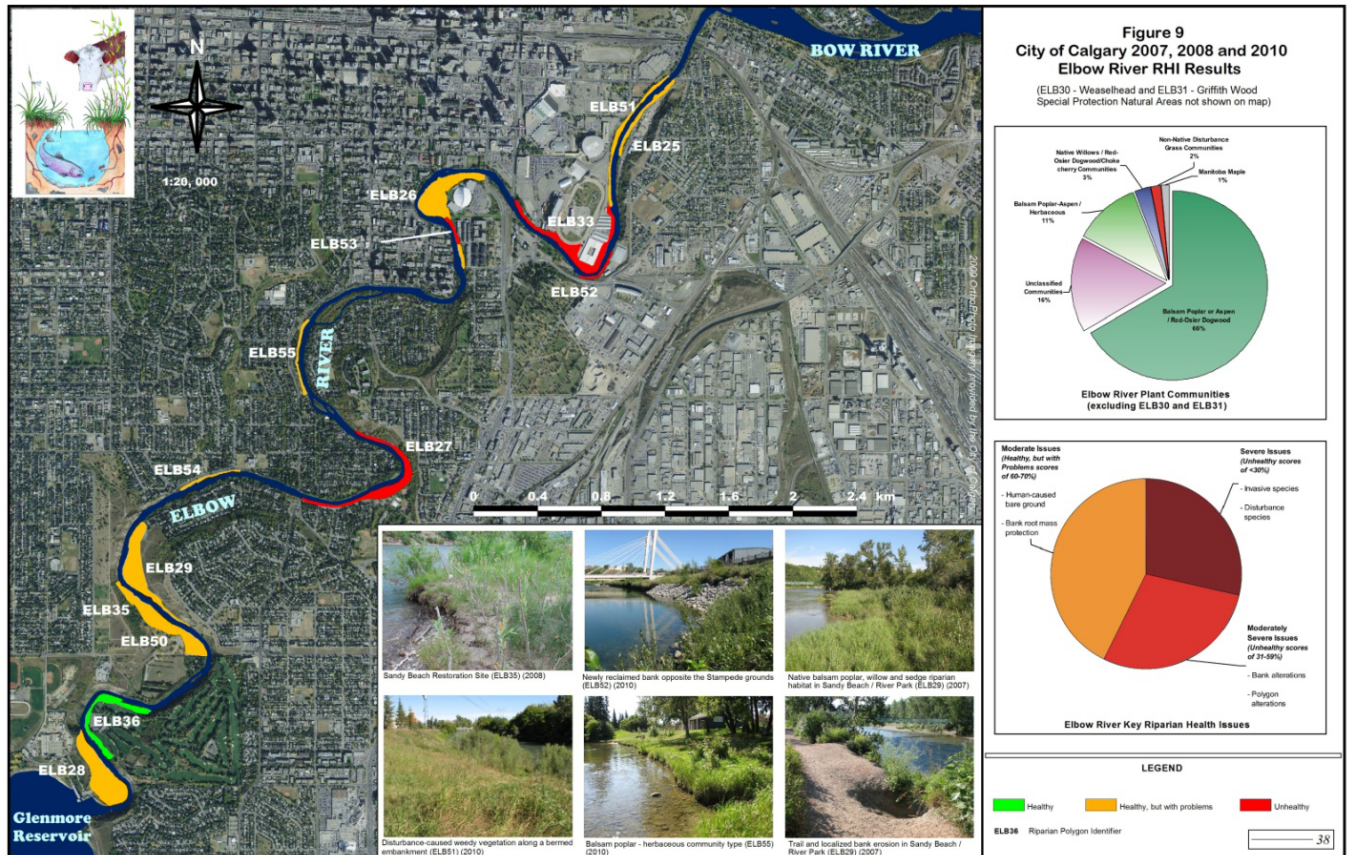 BOW RIVER
N
1:20, 000
ELB51
ELB25
ELB26
ELB33
ELB53
ELB52
ELB55
RIVER
ELB27
ELB54
ELBOW
ELB29
ELB35
ELB50
ELB36
ELB28
Glenmore
Reservoir
0 0.4 0.8 1.2 1.6 2 2.4 km
2009 Ortho Photo imagery provided by the City of Calgary
Sandy Beach Restoration Site (ELB35) (2008)
Newly reclaimed bank opposite the Stampede grounds
(ELB52) (2010)
Native balsam poplar, willow and sedge riparian
habitat in Sandy Beach / River Park (ELB29) (2007)
Disturbance-caused weedy vegetation along a bermed
embankment (ELB51) (2010)
Balsam poplar - herbaceous community type (ELB55)
(2010)
Trail and localized bank erosion in Sandy Beach /
River Park (ELB29) (2007)
Figure 9
City of Calgary 2007, 2008 and 2010
Elbow River RHI Results
(ELB30 - Weaselhead and ELB31 - Griffith Wood
Special Protection Natural Areas not shown on map)
Non-Native Disturbance
Grass Communities
2%
Native Willows / Red-
Osier Dogwood/Choke
cherry Communities
3%
Manitoba Maple
1%
Balsam Poplar-Aspen /
Herbaceous
11%
Unclassified
Communities
16%
Balsam Poplar or Aspen
/ Red-Osier Dogwood
Elbow River Plant Communities
(excluding ELB30 and ELB31)
Moderate Issues
(Healthy, but with
Problems scores
of 60-70%)
- Human-caused
bare ground
- Bank root mass
protection
Severe Issues
(Unhealthy scores
of <30%)
- Invasive species
- Disturbance
species
Moderately
Severe Issues
(Unhealthy scores
of 31-59%)
- Bank alterations
- Polygon
alterations
Elbow River Key Riparian Health Issues
LEGEND
Healthy
Healthy, but with problems
Unhealthy
ELB36 Riparian Polygon Identifier
38